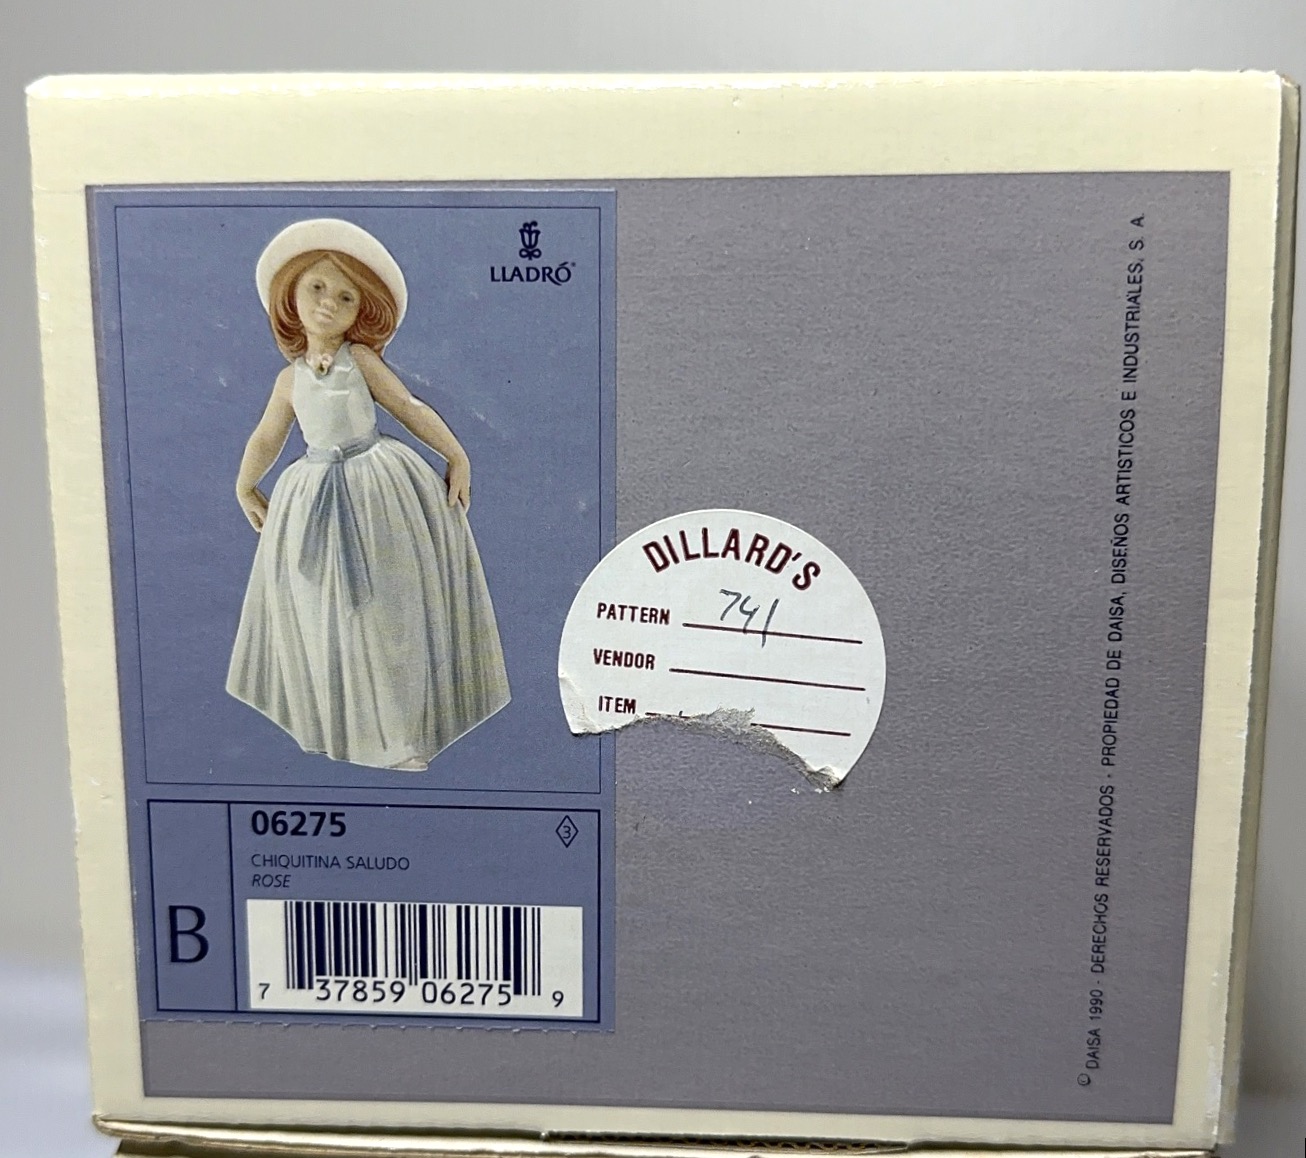 LLADRÓ®
DILLARD'S
PATTERN 741
VENDOR
ITEM
06275
3
CHIQUITINA SALUDO
ROSE
B
7 37859 06275 9
© DAISA 1990 · DERECHOS RESERVADOS · PROPIEDAD DE DAISA, DISEÑOS ARTISTICOS E INDUSTRIALES, S. A.